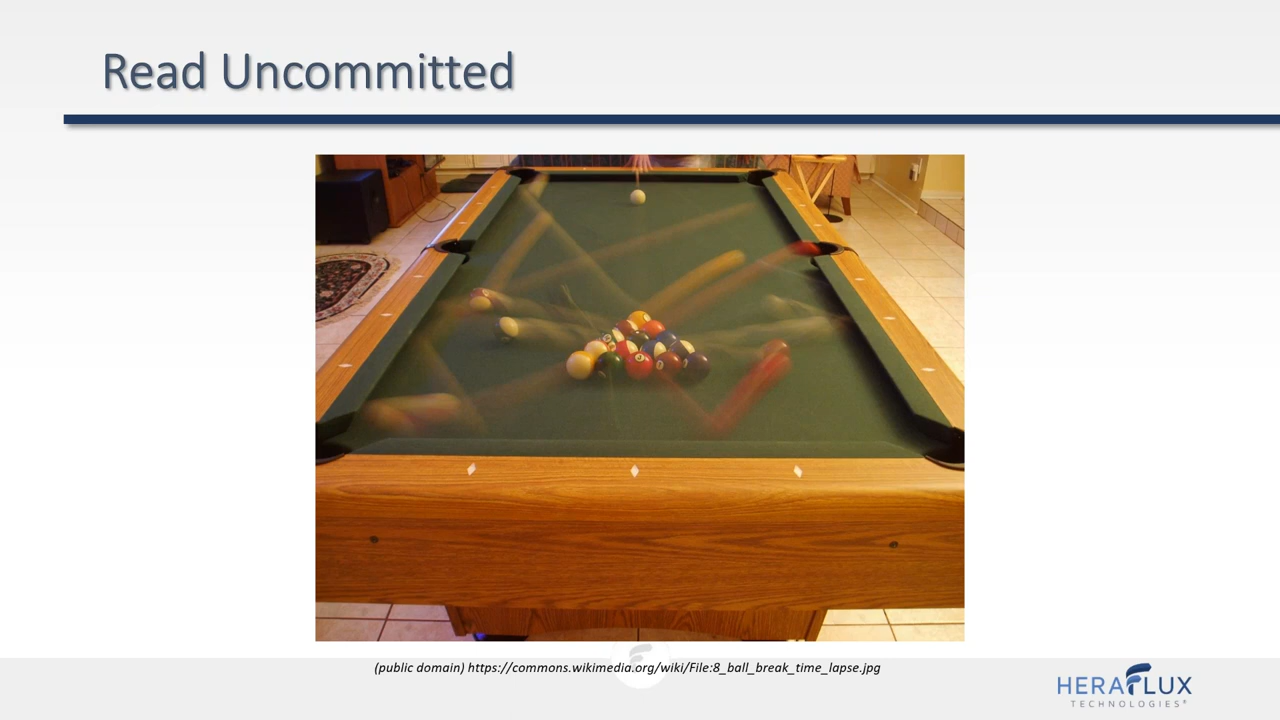 Read Uncommitted
(public domain) https://commons.wikimedia.org/wiki/File:8_ball_break_time_lapse.jpg
HERAFLUX
TECHNOLOGIES®